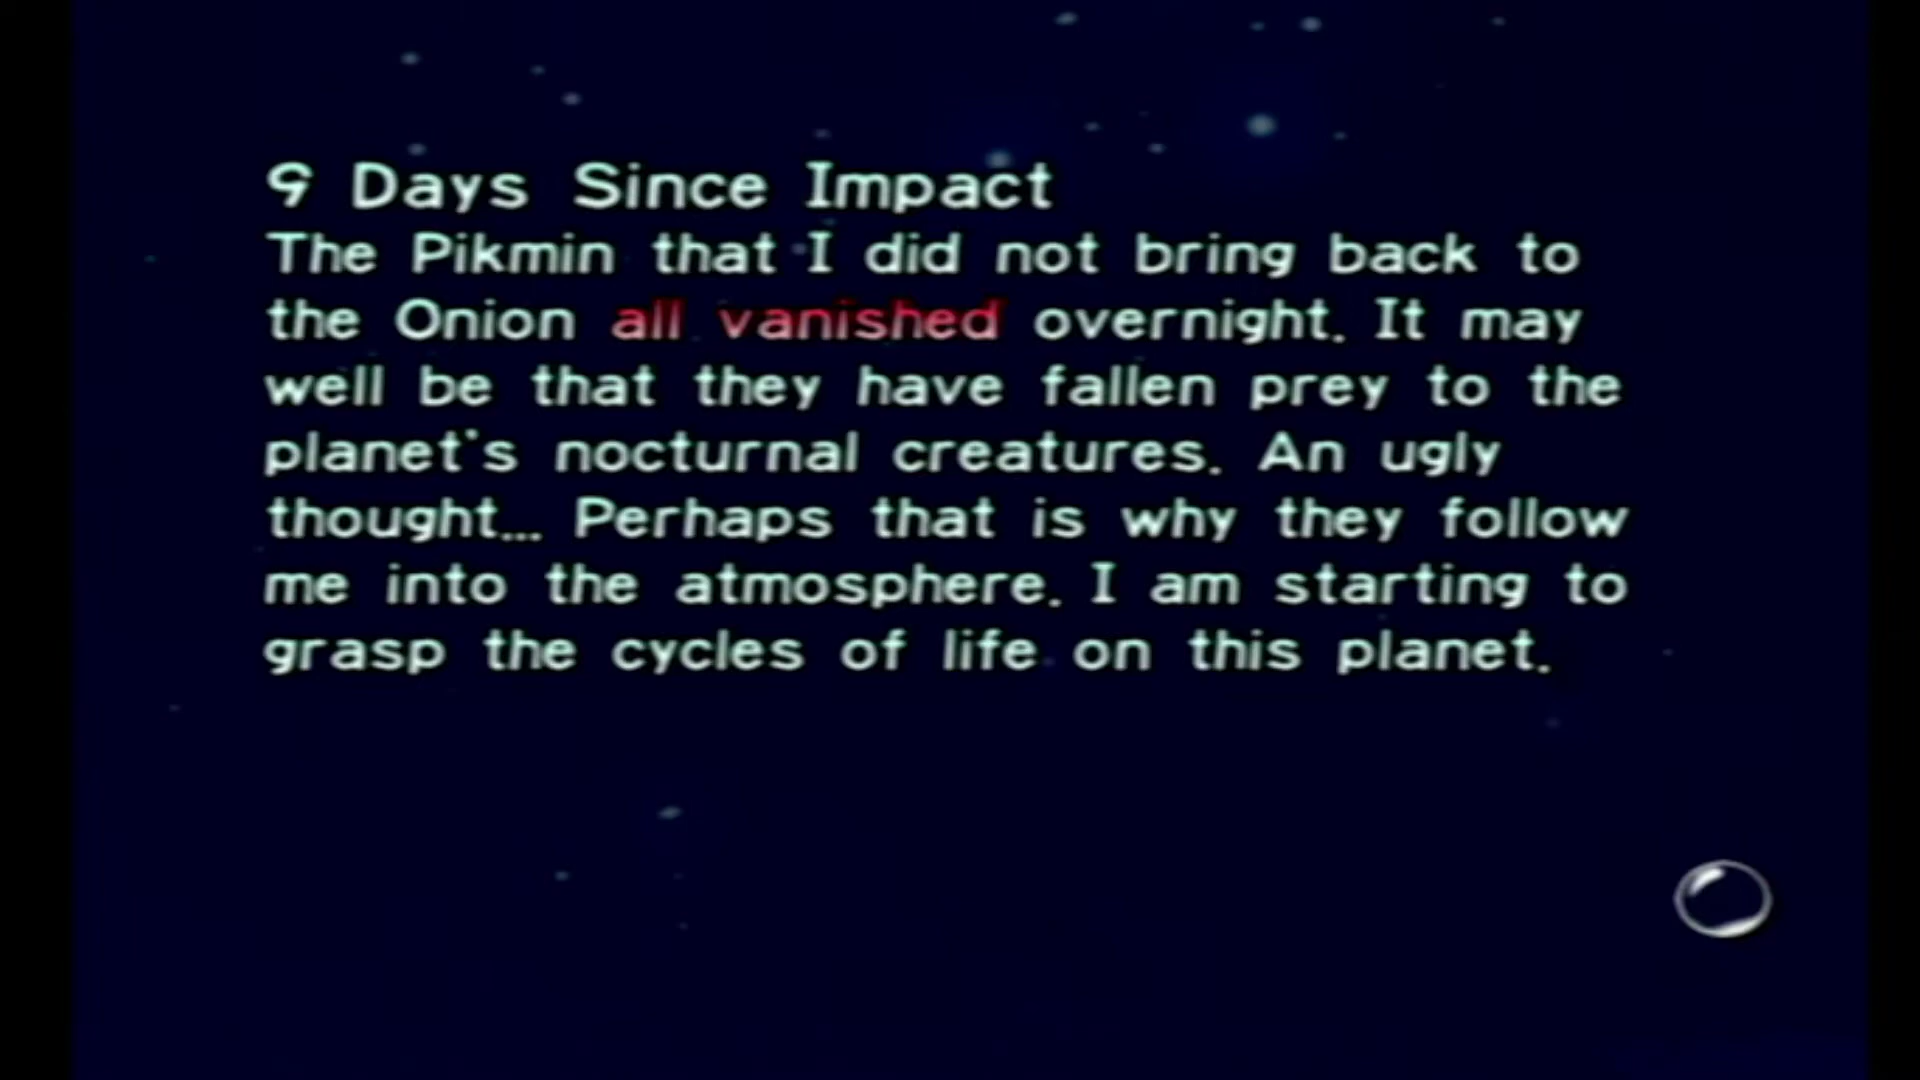 9 Days Since Impact
The Pikmin that I did not bring back to
the Onion all vanished overnight. It may
well be that they have fallen prey to the
planet's nocturnal creatures. An ugly
thought... Perhaps that is why they follow
me into the atmosphere. I am starting to
grasp the cycles of life on this planet.